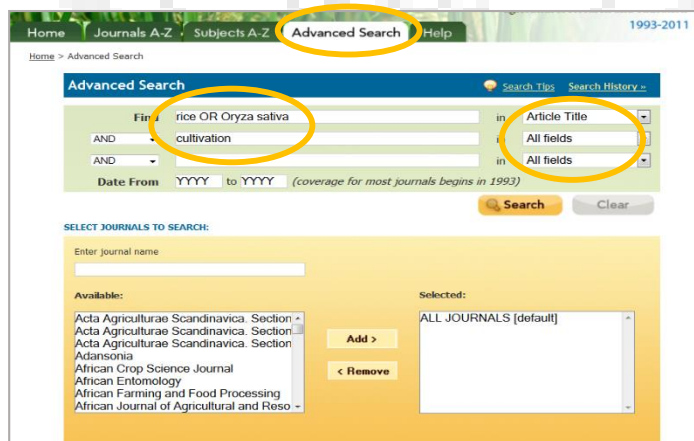 1993-2011
Home Journals A-Z Subjects A-Z Advanced Search Help
Home > Advanced Search
Advanced Search Search Tips Search History »
Find rice OR Oryza sativa in Article Title
AND cultivation in All fields
AND in All fields
Date From YYYY to YYYY (coverage for most journals begins in 1993)
Search Clear
SELECT JOURNALS TO SEARCH:
Enter journal name
Available: Selected:
Acta Agriculturae Scandinavica. Section ALL JOURNALS [default]
Acta Agriculturae Scandinavica. Section
Acta Agriculturae Scandinavica. Section Add >
Adansonia
African Crop Science Journal
African Entomology < Remove
African Farming and Food Processing
African Journal of Agricultural and Reso